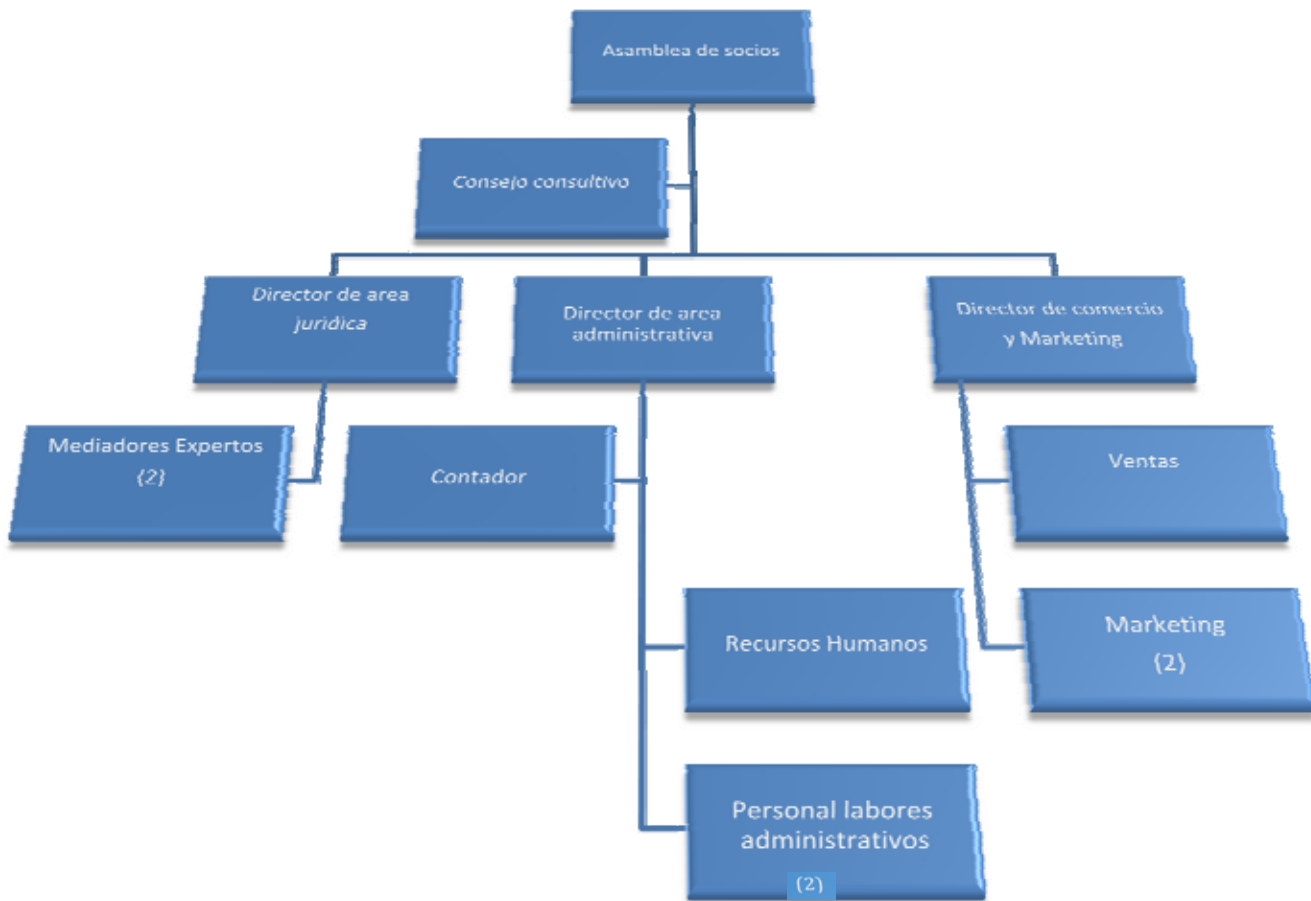 Asamblea de socios
Consejo consultivo
Director de area
juridica
Director de area
administrativa
Director de comercio
y Marketing
Mediadores Expertos
(2)
Contador
Ventas
Recursos Humanos
Marketing
(2)
Personal labores
administrativos
(2)